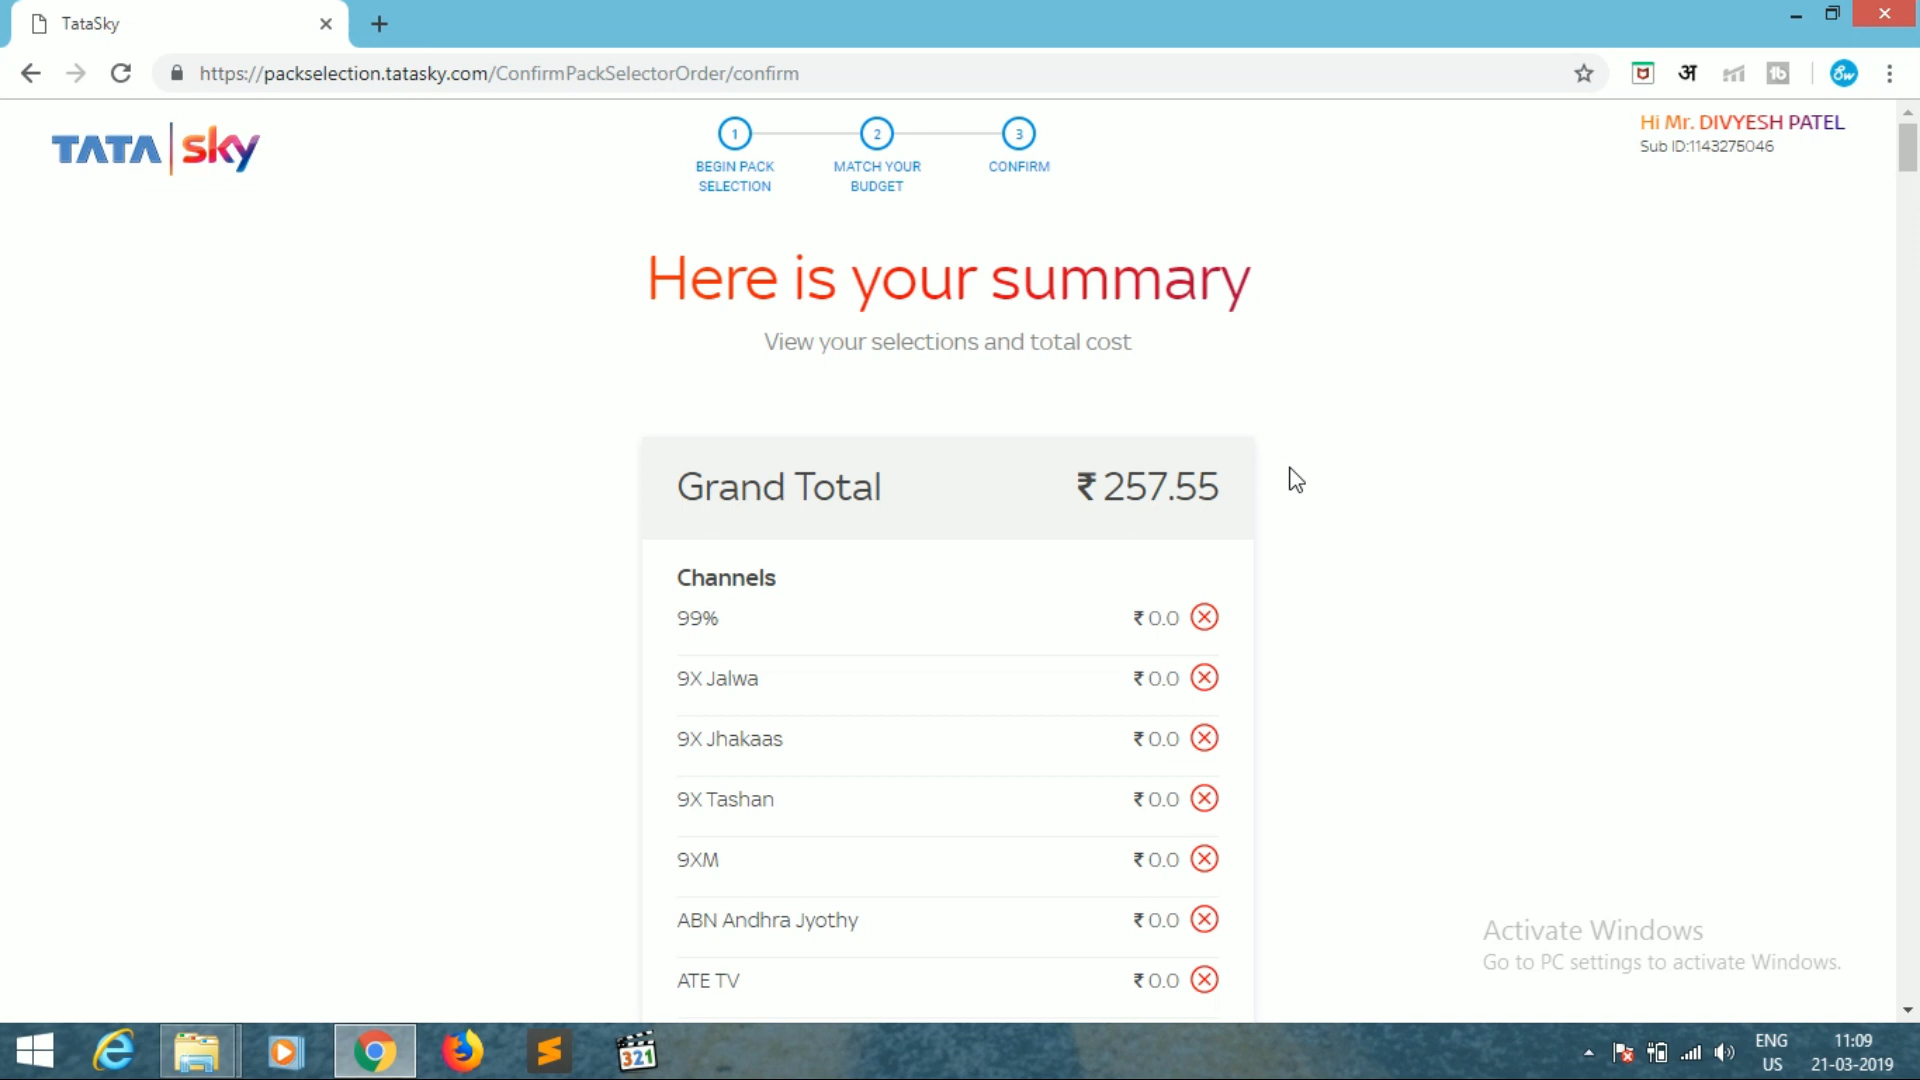 TataSky
https://packselection.tatasky.com/ConfirmPackSelectorOrder/confirm
अ
TATA sky
1
2
3
BEGIN PACK
SELECTION
MATCH YOUR
BUDGET
CONFIRM
Hi Mr. DIVYESH PATEL
Sub ID:1143275046
Here is your summary
View your selections and total cost
Grand Total ₹ 257.55
Channels
99% ₹ 0.0
9X Jalwa ₹ 0.0
9X Jhakaas ₹ 0.0
9X Tashan ₹ 0.0
9XM ₹ 0.0
ABN Andhra Jyothy ₹ 0.0
ATE TV ₹ 0.0
Activate Windows
Go to PC settings to activate Windows.
321
ENG
US
11:09
21-03-2019